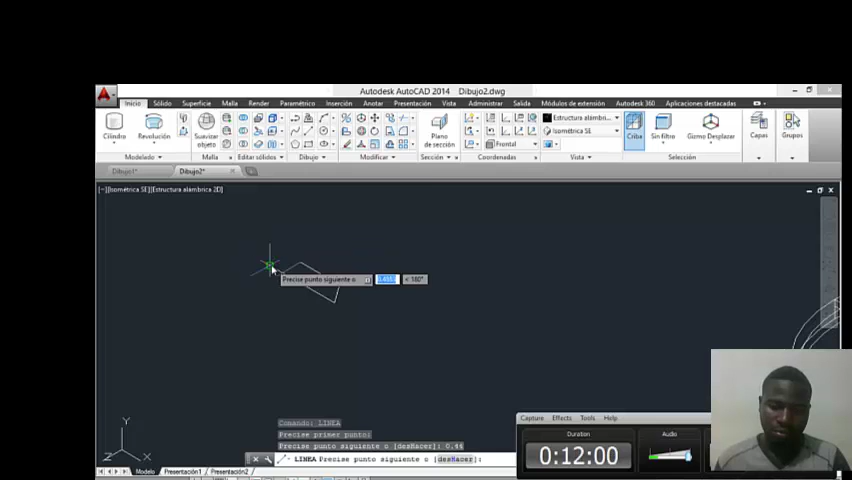 Autodesk AutoCAD 2014 Dibujo2.dwg
Inicio Sólido Superficie Malla Render Paramétrico Inserción Anotar Presentación Vista Administrar Salida Módulos de extensión Autodesk 360 Aplicaciones destacadas
Cilindro Revolución Suavizar objeto Plano de sección Estructura alámbri... Isométrica SE Frontal Criba Sin filtro Gizmo Desplazar Capas Grupos
Modelado Malla Editar sólidos Dibujo Modificar Sección Coordenadas Vista Selección
Dibujo1* Dibujo2*
[−][Isométrica SE][Estructura alámbrica 2D]
Precise punto siguiente o < 180°
Y
Z X
Comando: LINEA
Precise primer punto:
Precise punto siguiente o [desHacer]: 0.44
LINEA Precise punto siguiente o [desHacer]:
Modelo Presentación1 Presentación2
Capture Effects Tools Help
Duration Audio
0:12:00